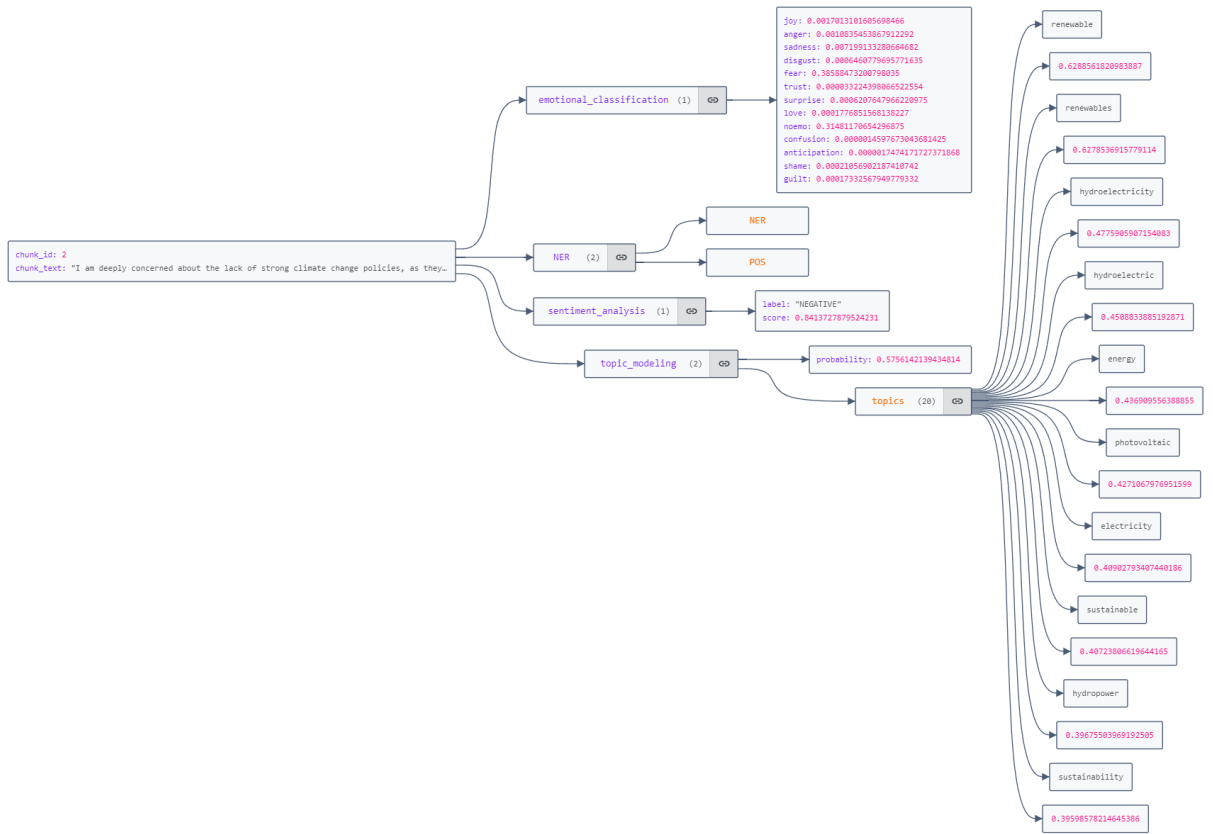 chunk_id: 2
chunk_text: "I am deeply concerned about the lack of strong climate change policies, as they…
emotional_classification (1)
joy: 0.0017013101605698466
anger: 0.0010835453867912292
sadness: 0.007199133280664682
disgust: 0.0006460779695771635
fear: 0.38588473200798035
trust: 0.000033224398066522554
surprise: 0.0006207647966220975
love: 0.0001776851568138227
noemo: 0.31481170654296875
confusion: 0.0000014597673043681425
anticipation: 0.0000017474171727371868
shame: 0.00021056902187410742
guilt: 0.00017332567949779332
NER (2)
NER
POS
sentiment_analysis (1)
label: "NEGATIVE"
score: 0.8413727879524231
topic_modeling (2)
probability: 0.5756142139434814
topics (20)
renewable
0.6288561820983887
renewables
0.6278536915779114
hydroelectricity
0.4775905907154083
hydroelectric
0.4508833885192871
energy
0.436909556388855
photovoltaic
0.4271067976951599
electricity
0.40902793407440186
sustainable
0.40723806619644165
hydropower
0.39675503969192505
sustainability
0.39598578214645386